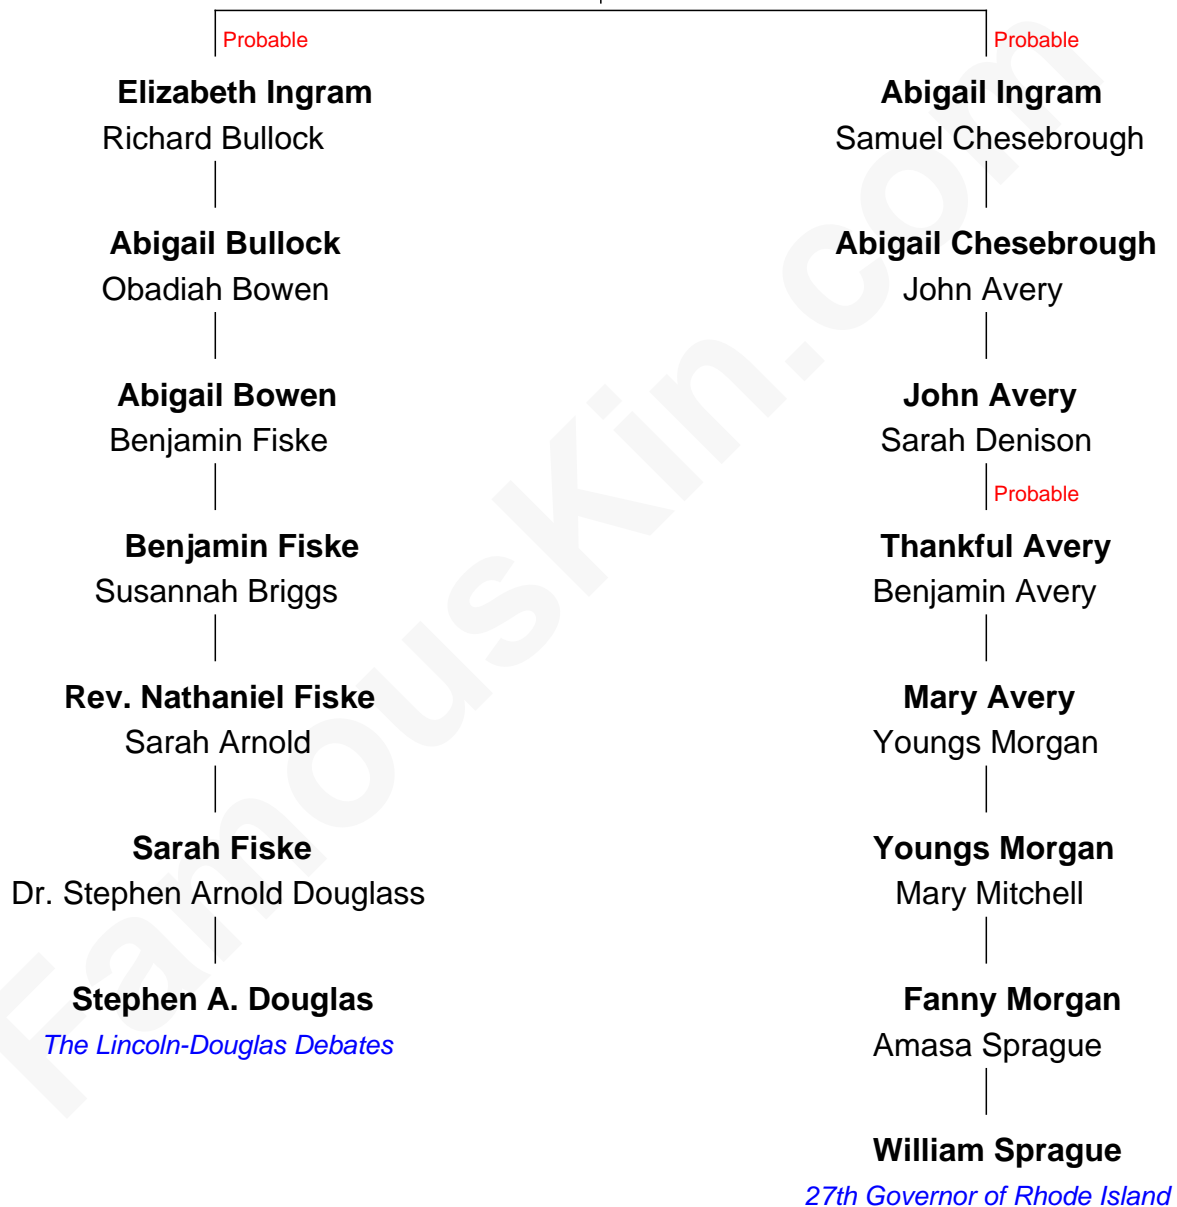 Probable
Elizabeth Ingram
Richard Bullock
Abigail Bullock
Obadiah Bowen
Abigail Bowen
Benjamin Fiske
Benjamin Fiske
Susannah Briggs
Rev. Nathaniel Fiske
Sarah Arnold
Sarah Fiske
Dr. Stephen Arnold Douglass
Stephen A. Douglas
The Lincoln-Douglas Debates
Probable
Abigail Ingram
Samuel Chesebrough
Abigail Chesebrough
John Avery
John Avery
Sarah Denison
Probable
Thankful Avery
Benjamin Avery
Mary Avery
Youngs Morgan
Youngs Morgan
Mary Mitchell
Fanny Morgan
Amasa Sprague
William Sprague
27th Governor of Rhode Island
FamousKin.com